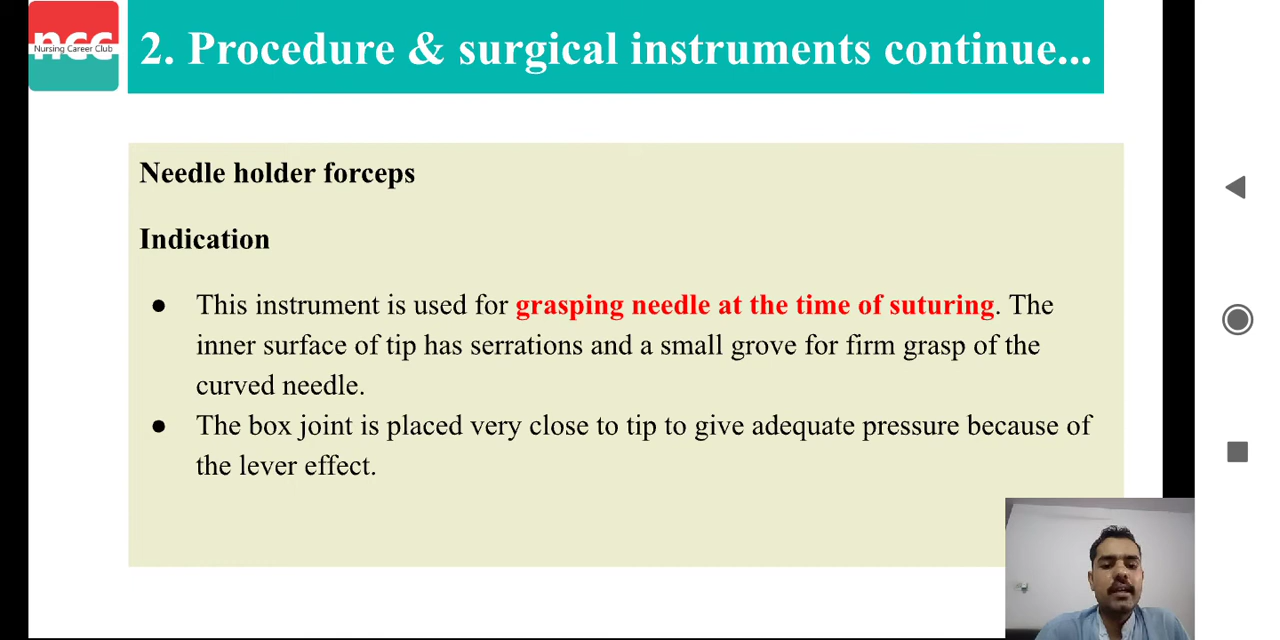 ncc
Nursing Career Club
2. Procedure & surgical instruments continue...
Needle holder forceps
Indication
● This instrument is used for grasping needle at the time of suturing. The
inner surface of tip has serrations and a small grove for firm grasp of the
curved needle.
● The box joint is placed very close to tip to give adequate pressure because of
the lever effect.